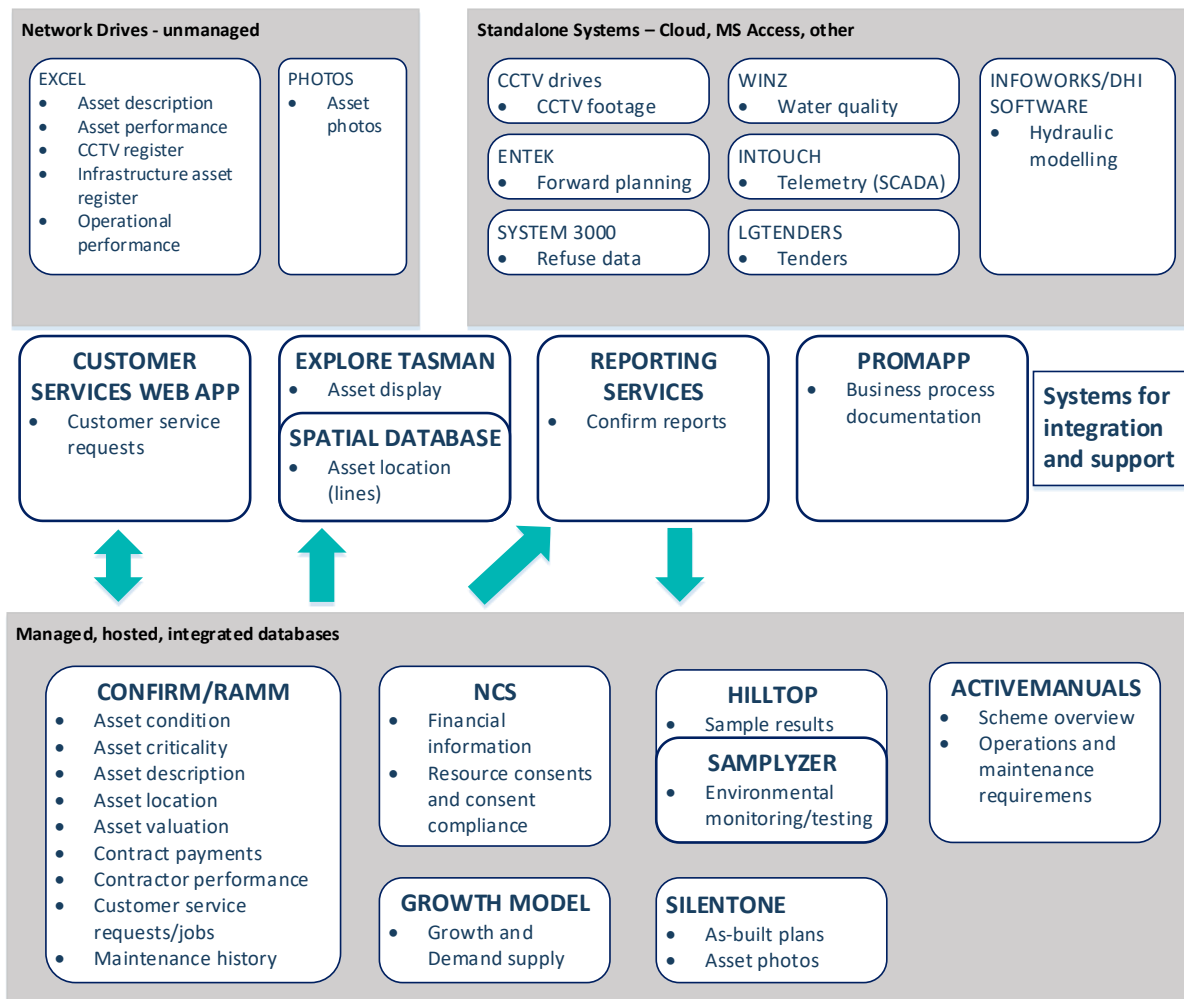 Network Drives - unmanaged
EXCEL
• Asset description
• Asset performance
• CCTV register
• Infrastructure asset
register
• Operational
performance
PHOTOS
• Asset
photos
Standalone Systems – Cloud, MS Access, other
CCTV drives
• CCTV footage
WINZ
• Water quality
INFOWORKS/DHI
SOFTWARE
• Hydraulic
modelling
ENTEK
• Forward planning
INTOUCH
• Telemetry (SCADA)
SYSTEM 3000
• Refuse data
LGTENDERS
• Tenders
CUSTOMER
SERVICES WEB APP
• Customer service
requests
EXPLORE TASMAN
• Asset display
SPATIAL DATABASE
• Asset location
(lines)
REPORTING
SERVICES
• Confirm reports
PROMAPP
• Business process
documentation
Systems for
integration
and support
Managed, hosted, integrated databases
CONFIRM/RAMM
• Asset condition
• Asset criticality
• Asset description
• Asset location
• Asset valuation
• Contract payments
• Contractor performance
• Customer service
requests/jobs
• Maintenance history
NCS
• Financial
information
• Resource consents
and consent
compliance
HILLTOP
• Sample results
SAMPLYZER
• Environmental
monitoring/testing
ACTIVEMANUALS
• Scheme overview
• Operations and
maintenance
requiremens
GROWTH MODEL
• Growth and
Demand supply
SILENTONE
• As-built plans
• Asset photos